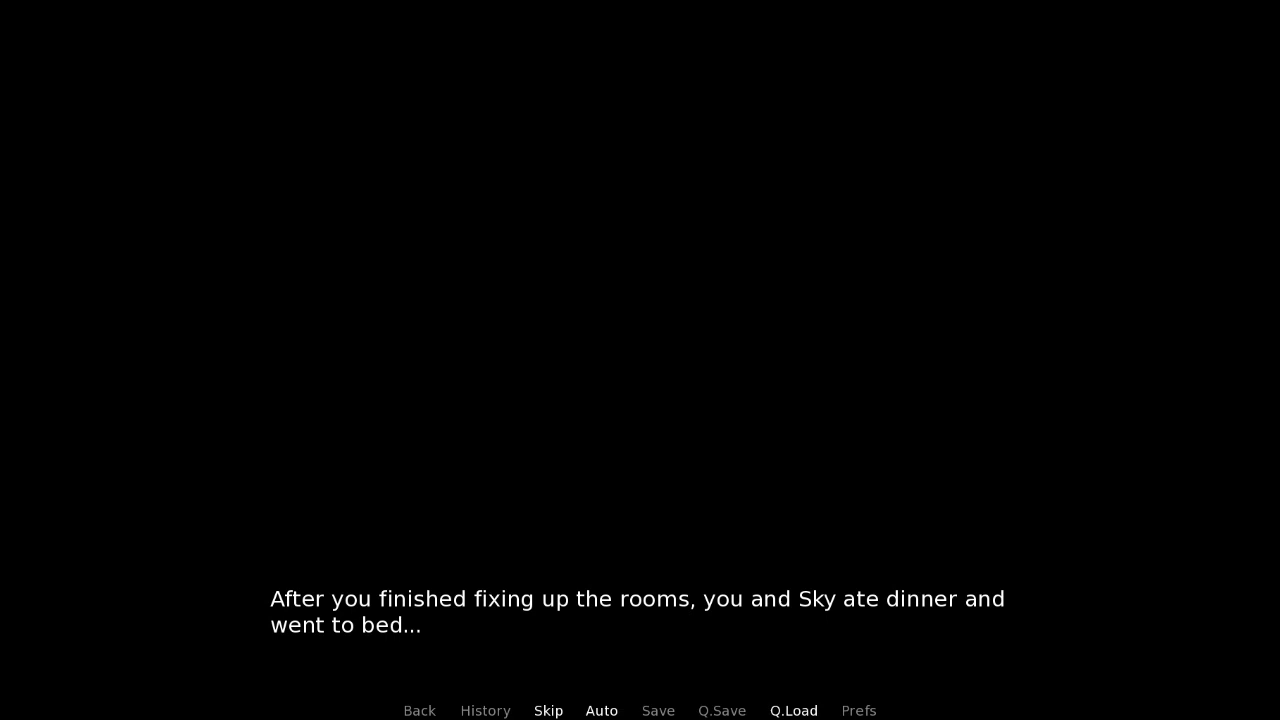 After you finished fixing up the rooms, you and Sky ate dinner and
went to bed...
Back History Skip Auto Save Q.Save Q.Load Prefs